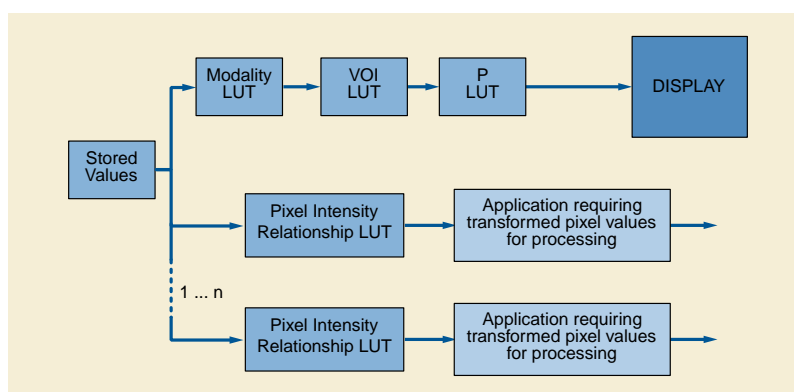 Modality
LUT
VOI
LUT
P
LUT
DISPLAY
Stored
Values
Pixel Intensity
Relationship LUT
Application requiring
transformed pixel values
for processing
1 ... n
Pixel Intensity
Relationship LUT
Application requiring
transformed pixel values
for processing